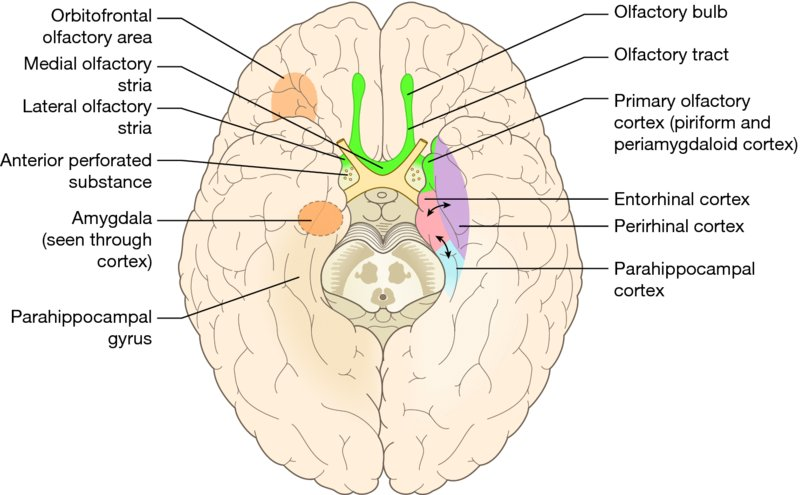 Orbitofrontal
olfactory area
Medial olfactory
stria
Lateral olfactory
stria
Anterior perforated
substance
Amygdala
(seen through
cortex)
Parahippocampal
gyrus
Olfactory bulb
Olfactory tract
Primary olfactory
cortex (piriform and
periamygdaloid cortex)
Entorhinal cortex
Perirhinal cortex
Parahippocampal
cortex